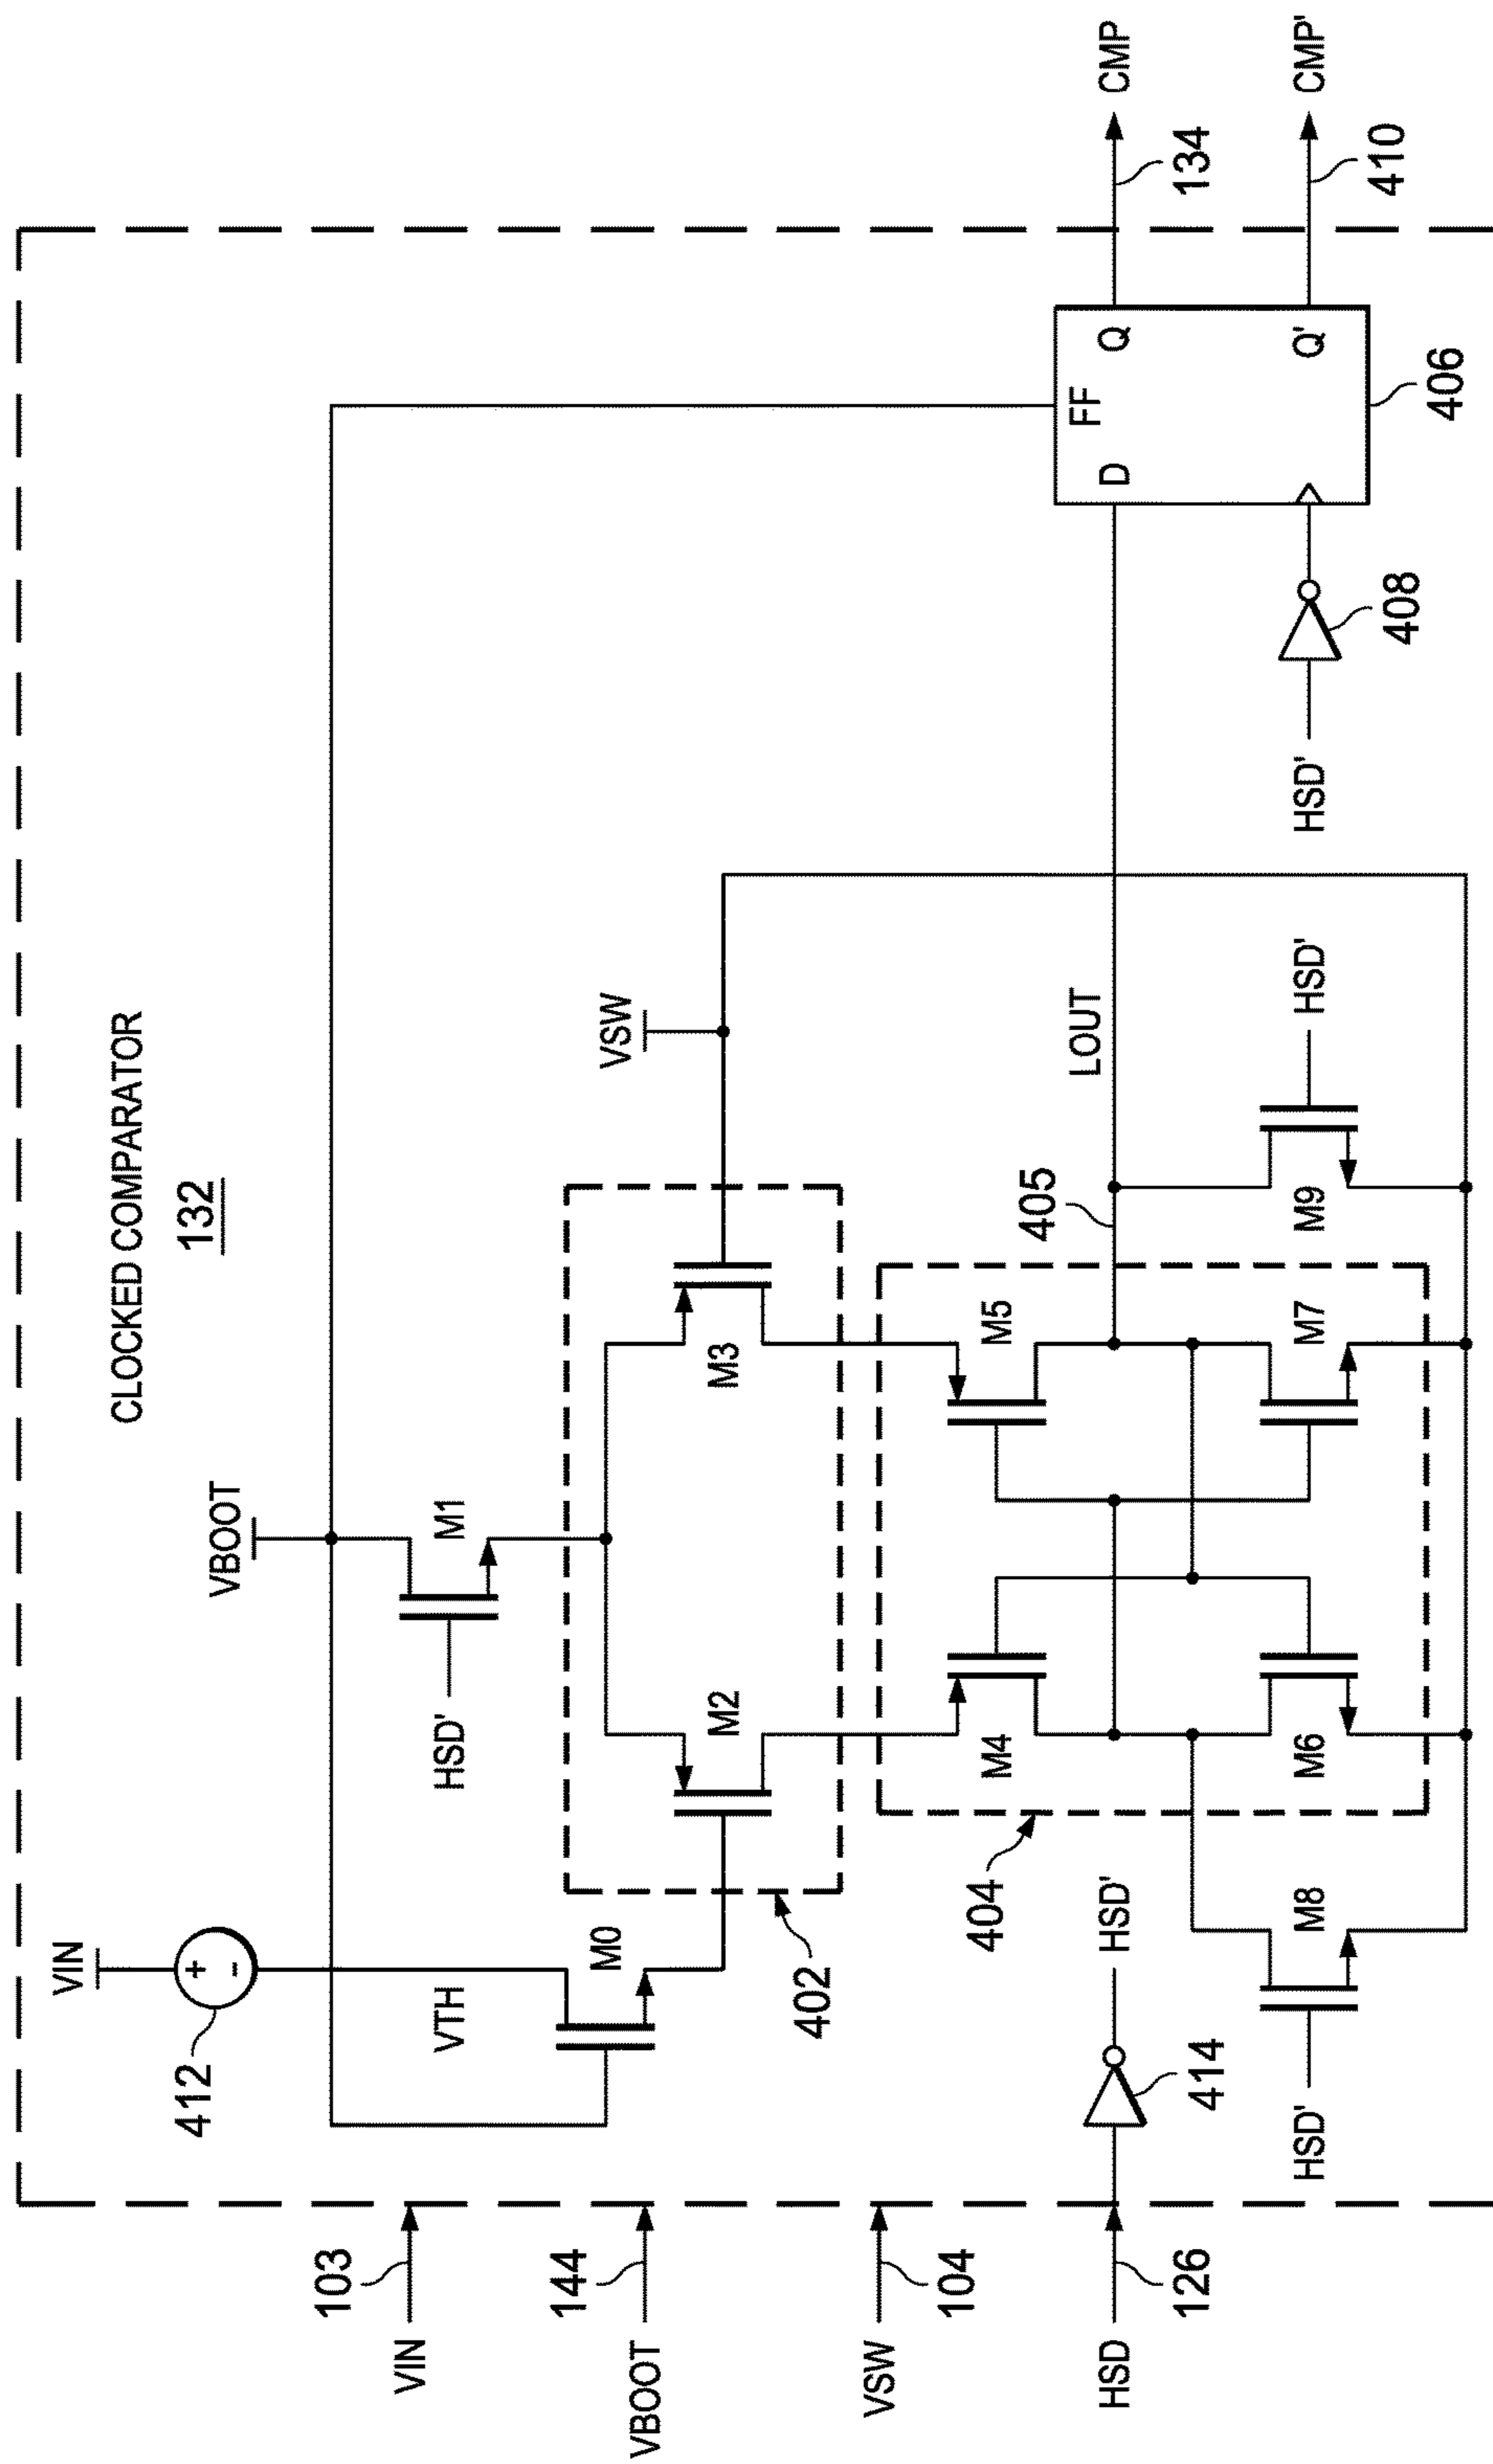 CLOCKED COMPARATOR
132
VIN
412
VTH
M0
VBOOT
HSD'
M1
VSW
402
M2
M3
103
VIN
144
VBOOT
104
VSW
126
HSD
414
HSD'
404
M4
M5
405
LOUT
M6
M7
HSD'
M8
M9
HSD'
HSD'
408
D
FF
Q
Q'
406
134
CMP
410
CMP'
+
-